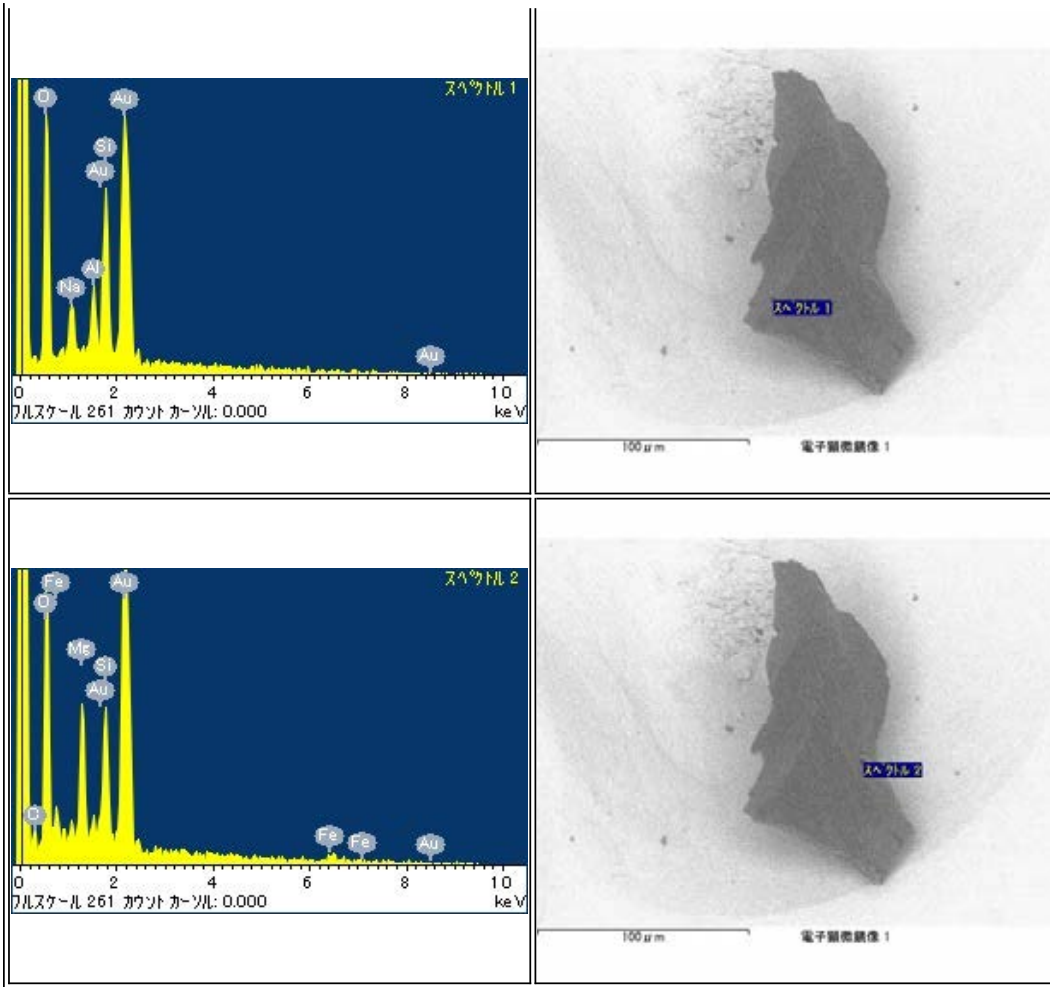 スペクトル 1
O
Au
Si
Au
Al
Na
Au
0 2 4 6 8 10
フルスケール 261 カウント カーソル: 0.000 keV
スペクトル 1
100μm 電子顕微鏡像 1
スペクトル 2
Fe
Au
O
Mg
Si
Au
C
Fe
Fe
Au
0 2 4 6 8 10
フルスケール 261 カウント カーソル: 0.000 keV
スペクトル 2
100μm 電子顕微鏡像 1